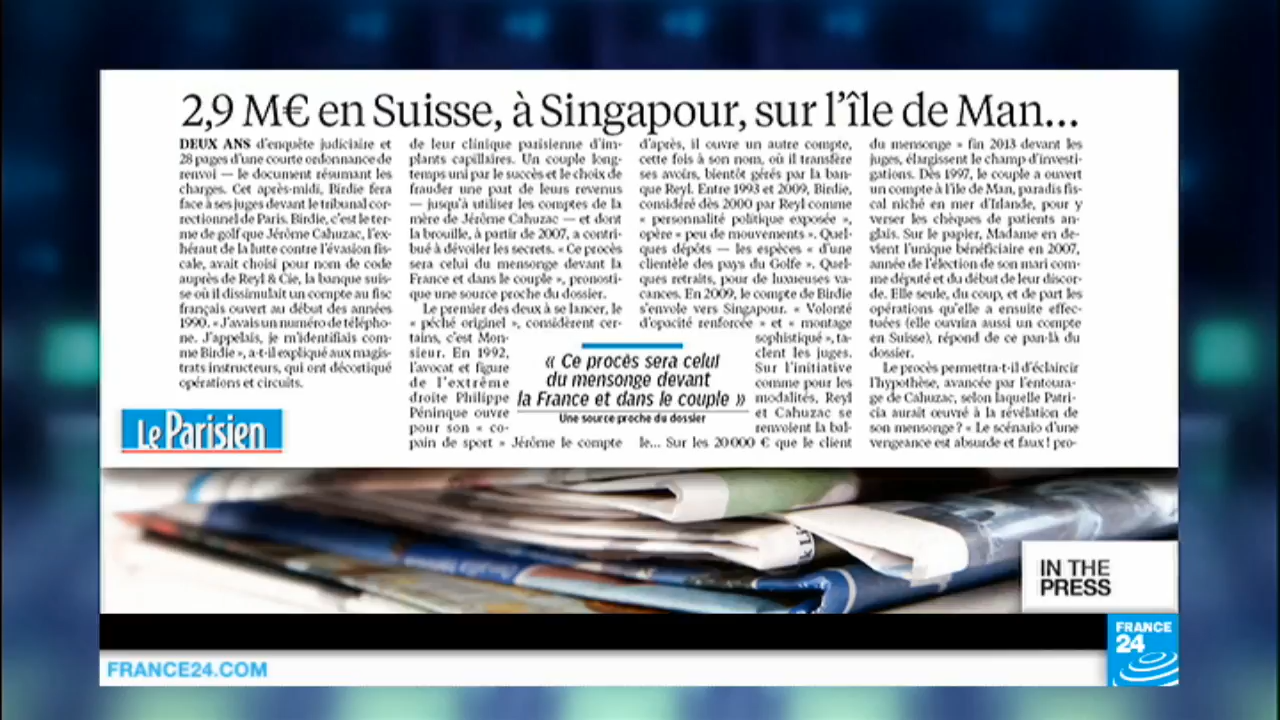 2,9 M€ en Suisse, à Singapour, sur l’île de Man...
DEUX ANS d’enquête judiciaire et
28 pages d’une courte ordonnance de
renvoi — le document résumant les
charges. Cet après-midi, Birdie fera
face à ses juges devant le tribunal cor-
rectionnel de Paris. Birdie, c’est le ter-
me de golf que Jérôme Cahuzac, l’ex-
héraut de la lutte contre l’évasion fis-
cale, avait choisi pour nom de code
auprès de Reyl & Cie, la banque suis-
se où il dissimulait un compte au fisc
français ouvert au début des années
1990. « J’avais un numéro de télépho-
ne. J’appelais, je m’identifiais com-
me Birdie », a-t-il expliqué aux magis-
trats instructeurs, qui ont décortiqué
opérations et circuits.
de leur clinique parisienne d’im-
plants capillaires. Un couple long-
temps uni par le succès et le choix de
frauder une part de leurs revenus
— jusqu’à utiliser les comptes de la
mère de Jérôme Cahuzac — et dont
la brouille, à partir de 2007, a contri-
bué à dévoiler les secrets. « Ce procès
sera celui du mensonge devant la
France et dans le couple », pronosti-
que une source proche du dossier.
Le premier des deux à se lancer, le
« péché originel », considèrent cer-
tains, c’est Mon-
sieur. En 1992,
l’avocat et figure
de l’extrême
droite Philippe
Péninque ouvre
pour son « co-
pain de sport » Jérôme le compte
« Ce procès sera celui
du mensonge devant
la France et dans le couple »
Une source proche du dossier
d’après, il ouvre un autre compte,
cette fois à son nom, où il transfère
ses avoirs, bientôt gérés par la ban-
que Reyl. Entre 1993 et 2009, Birdie,
considéré dès 2000 par Reyl comme
« personnalité politique exposée »,
opère « peu de mouvements ». Quel-
ques dépôts — les espèces « d’une
clientèle des pays du Golfe ». Quel-
ques retraits, pour de luxueuses va-
cances. En 2009, le compte de Birdie
s’envole vers Singapour. « Volonté
d’opacité renforcée » et « montage
sophistiqué », ta-
clent les juges.
Sur l’initiative
comme pour les
modalités, Reyl
et Cahuzac se
renvoient la bal-
le... Sur les 20 000 € que le client
du mensonge » fin 2013 devant les
juges, élargissent le champ d’investi-
gations. Dès 1997, le couple a ouvert
un compte à l’île de Man, paradis fis-
cal niché en mer d’Irlande, pour y
verser les chèques de patients an-
glais. Sur le papier, Madame en de-
vient l’unique bénéficiaire en 2007,
année de l’élection de son mari com-
me député et du début de leur discor-
de. Elle seule, du coup, et de part les
opérations qu’elle a ensuite effec-
tuées (elle ouvrira aussi un compte
en Suisse), répond de ce pan-là du
dossier.
Le procès permettra-t-il d’éclaircir
l’hypothèse, avancée par l’entoura-
ge de Cahuzac, selon laquelle Patri-
cia aurait œuvré à la révélation de
son mensonge ? « Le scénario d’une
vengeance est absurde et faux ! pro-
Le Parisien
IN THE
PRESS
FRANCE
24
FRANCE24.COM